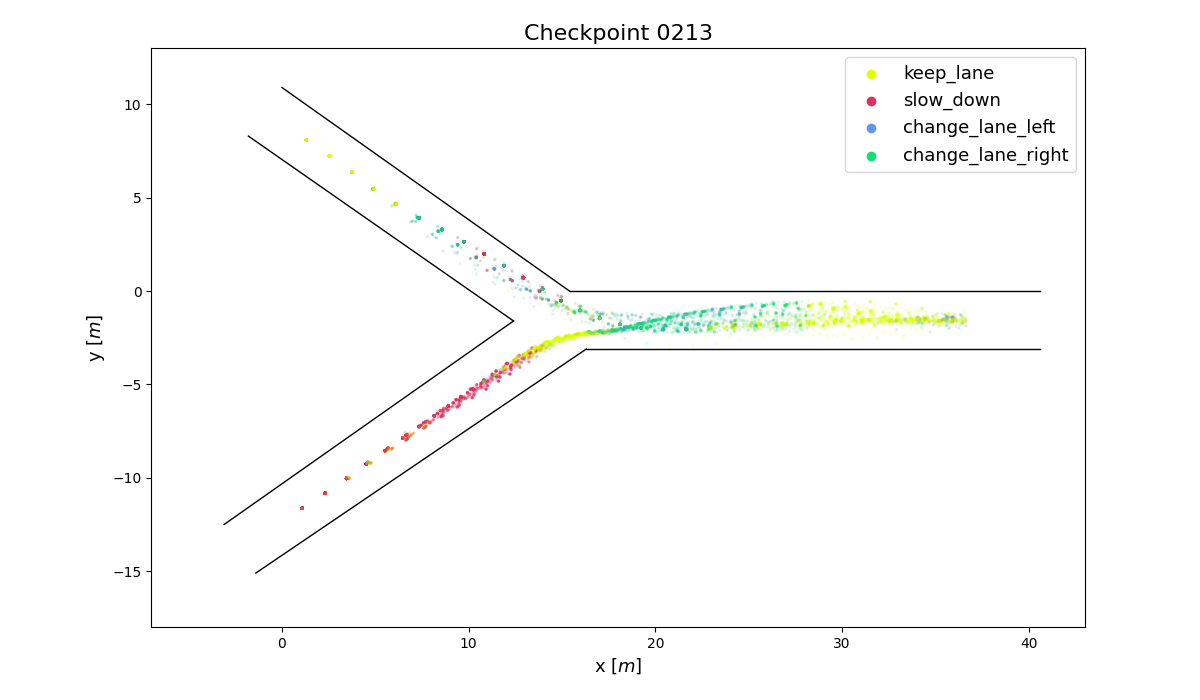 Checkpoint 0213
keep_lane
slow_down
change_lane_left
change_lane_right
10
5
0
−5
−10
−15
y [m]
0
10
20
30
40
x [m]